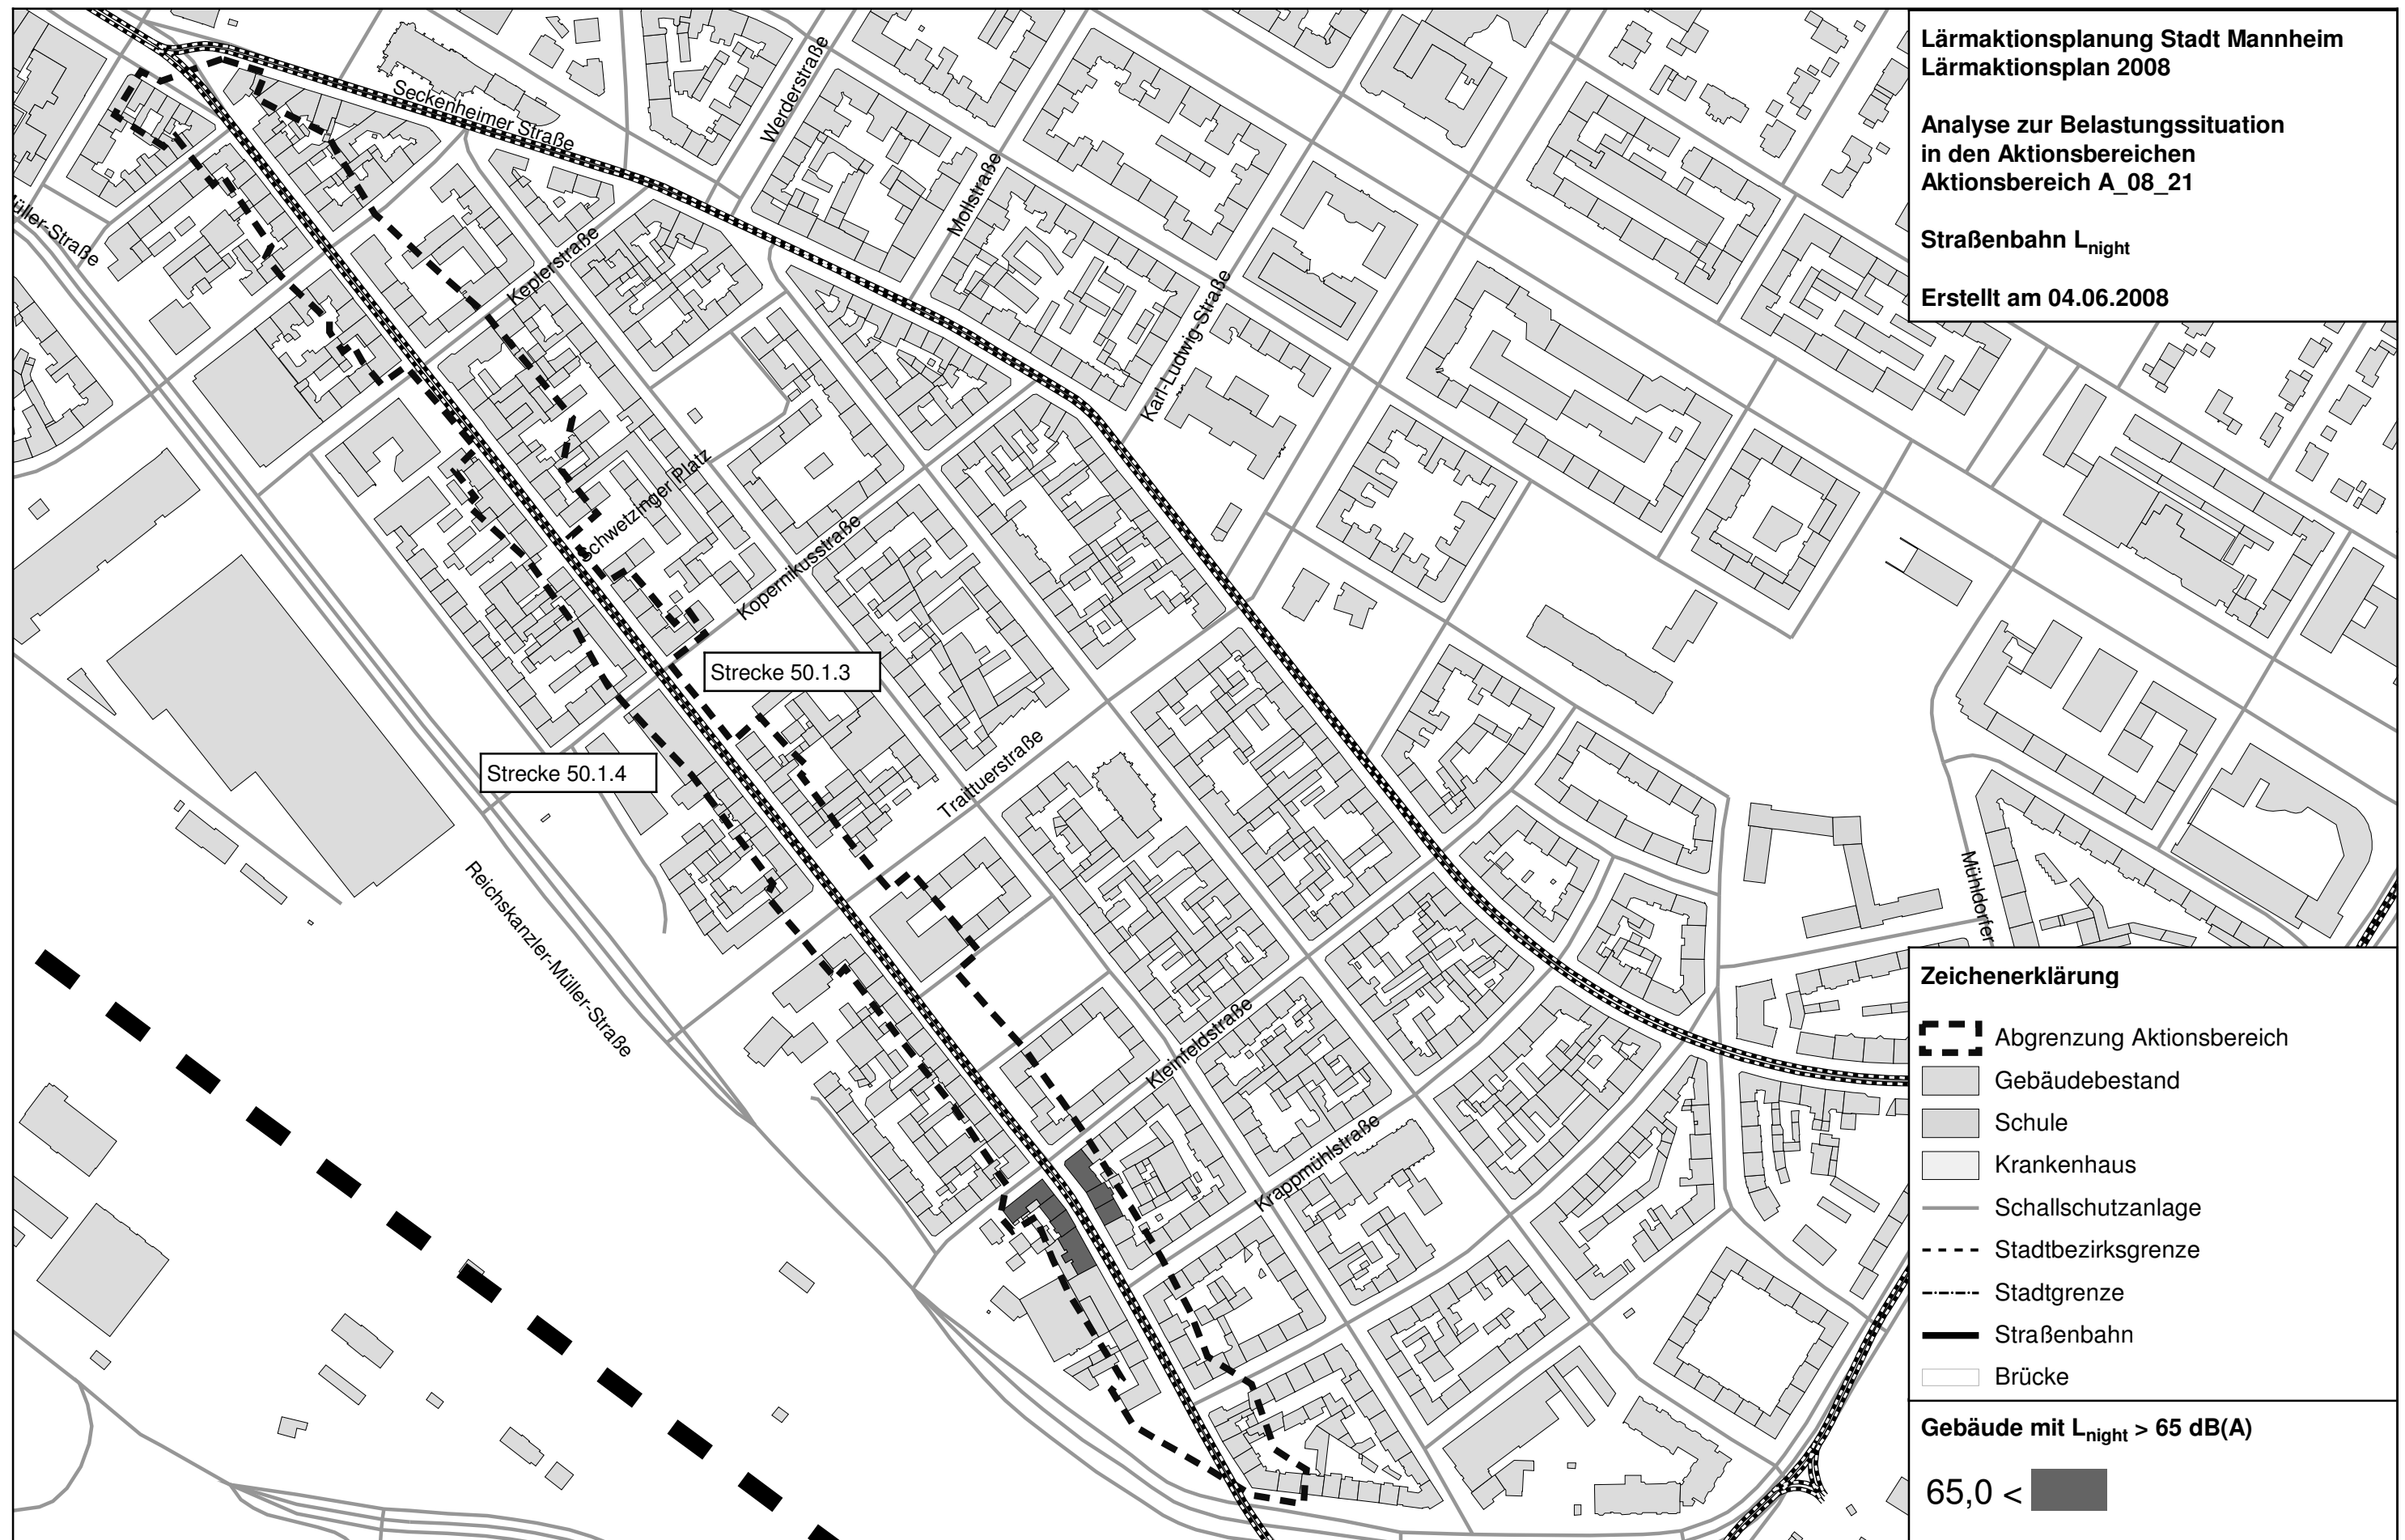 Lärmaktionsplanung Stadt Mannheim
Lärmaktionsplan 2008
Analyse zur Belastungssituation
in den Aktionsbereichen
Aktionsbereich A_08_21
Straßenbahn Lnight
Erstellt am 04.06.2008
Seckenheimer Straße
Werderstraße
Mollstraße
üller-Straße
Keplerstraße
Karl-Ludwig-Straße
Schwetzinger Platz
Kopernikusstraße
Strecke 50.1.3
Strecke 50.1.4
Traitteurstraße
Reichskanzler-Müller-Straße
Mühldorfer
Kleinfeldstraße
Krappmühlstraße
Zeichenerklärung
Abgrenzung Aktionsbereich
Gebäudebestand
Schule
Krankenhaus
Schallschutzanlage
Stadtbezirksgrenze
Stadtgrenze
Straßenbahn
Brücke
Gebäude mit Lnight > 65 dB(A)
65,0 <